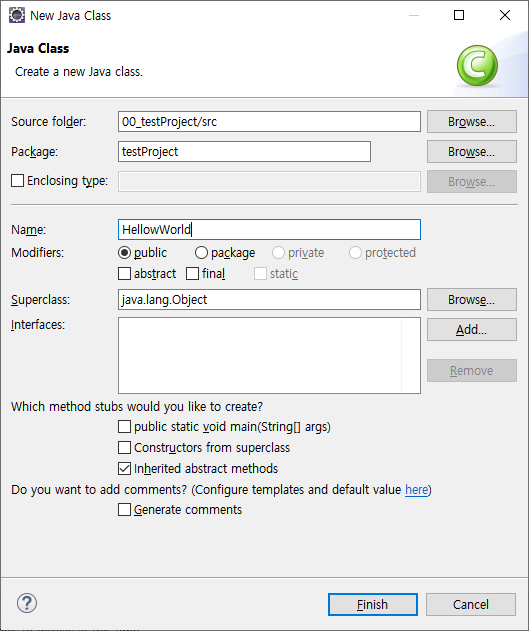 New Java Class
Java Class
Create a new Java class.
Source folder: 00_testProject/src Browse...
Package: testProject Browse...
Enclosing type: Browse...
Name: HellowWorld
Modifiers: public package private protected
abstract final static
Superclass: java.lang.Object Browse...
Interfaces: Add...
Remove
Which method stubs would you like to create?
public static void main(String[] args)
Constructors from superclass
Inherited abstract methods
Do you want to add comments? (Configure templates and default value here)
Generate comments
? Finish Cancel